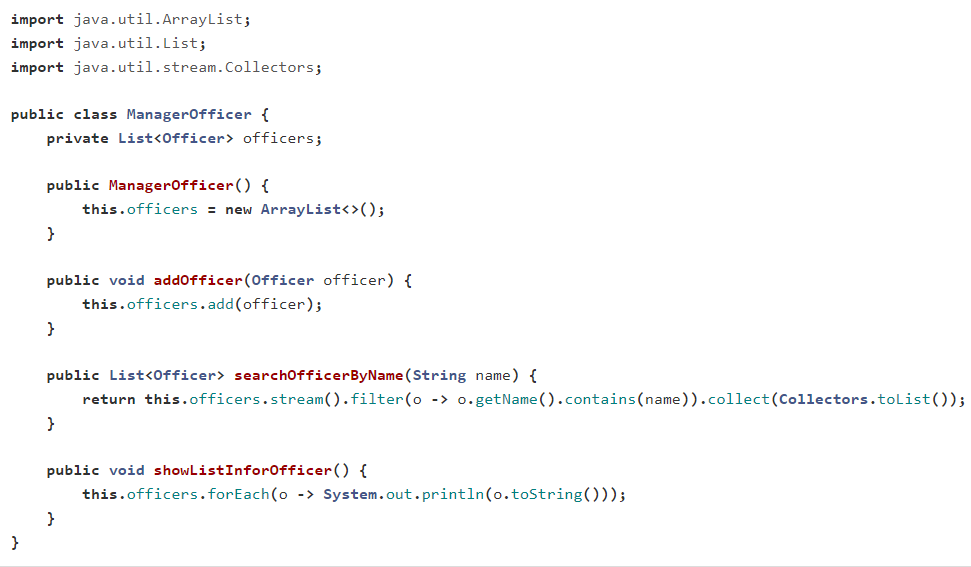 import java.util.ArrayList;
import java.util.List;
import java.util.stream.Collectors;

public class ManagerOfficer {
    private List<Officer> officers;

    public ManagerOfficer() {
        this.officers = new ArrayList<>();
    }

    public void addOfficer(Officer officer) {
        this.officers.add(officer);
    }

    public List<Officer> searchOfficerByName(String name) {
        return this.officers.stream().filter(o -> o.getName().contains(name)).collect(Collectors.toList());
    }

    public void showListInforOfficer() {
        this.officers.forEach(o -> System.out.println(o.toString()));
    }
}